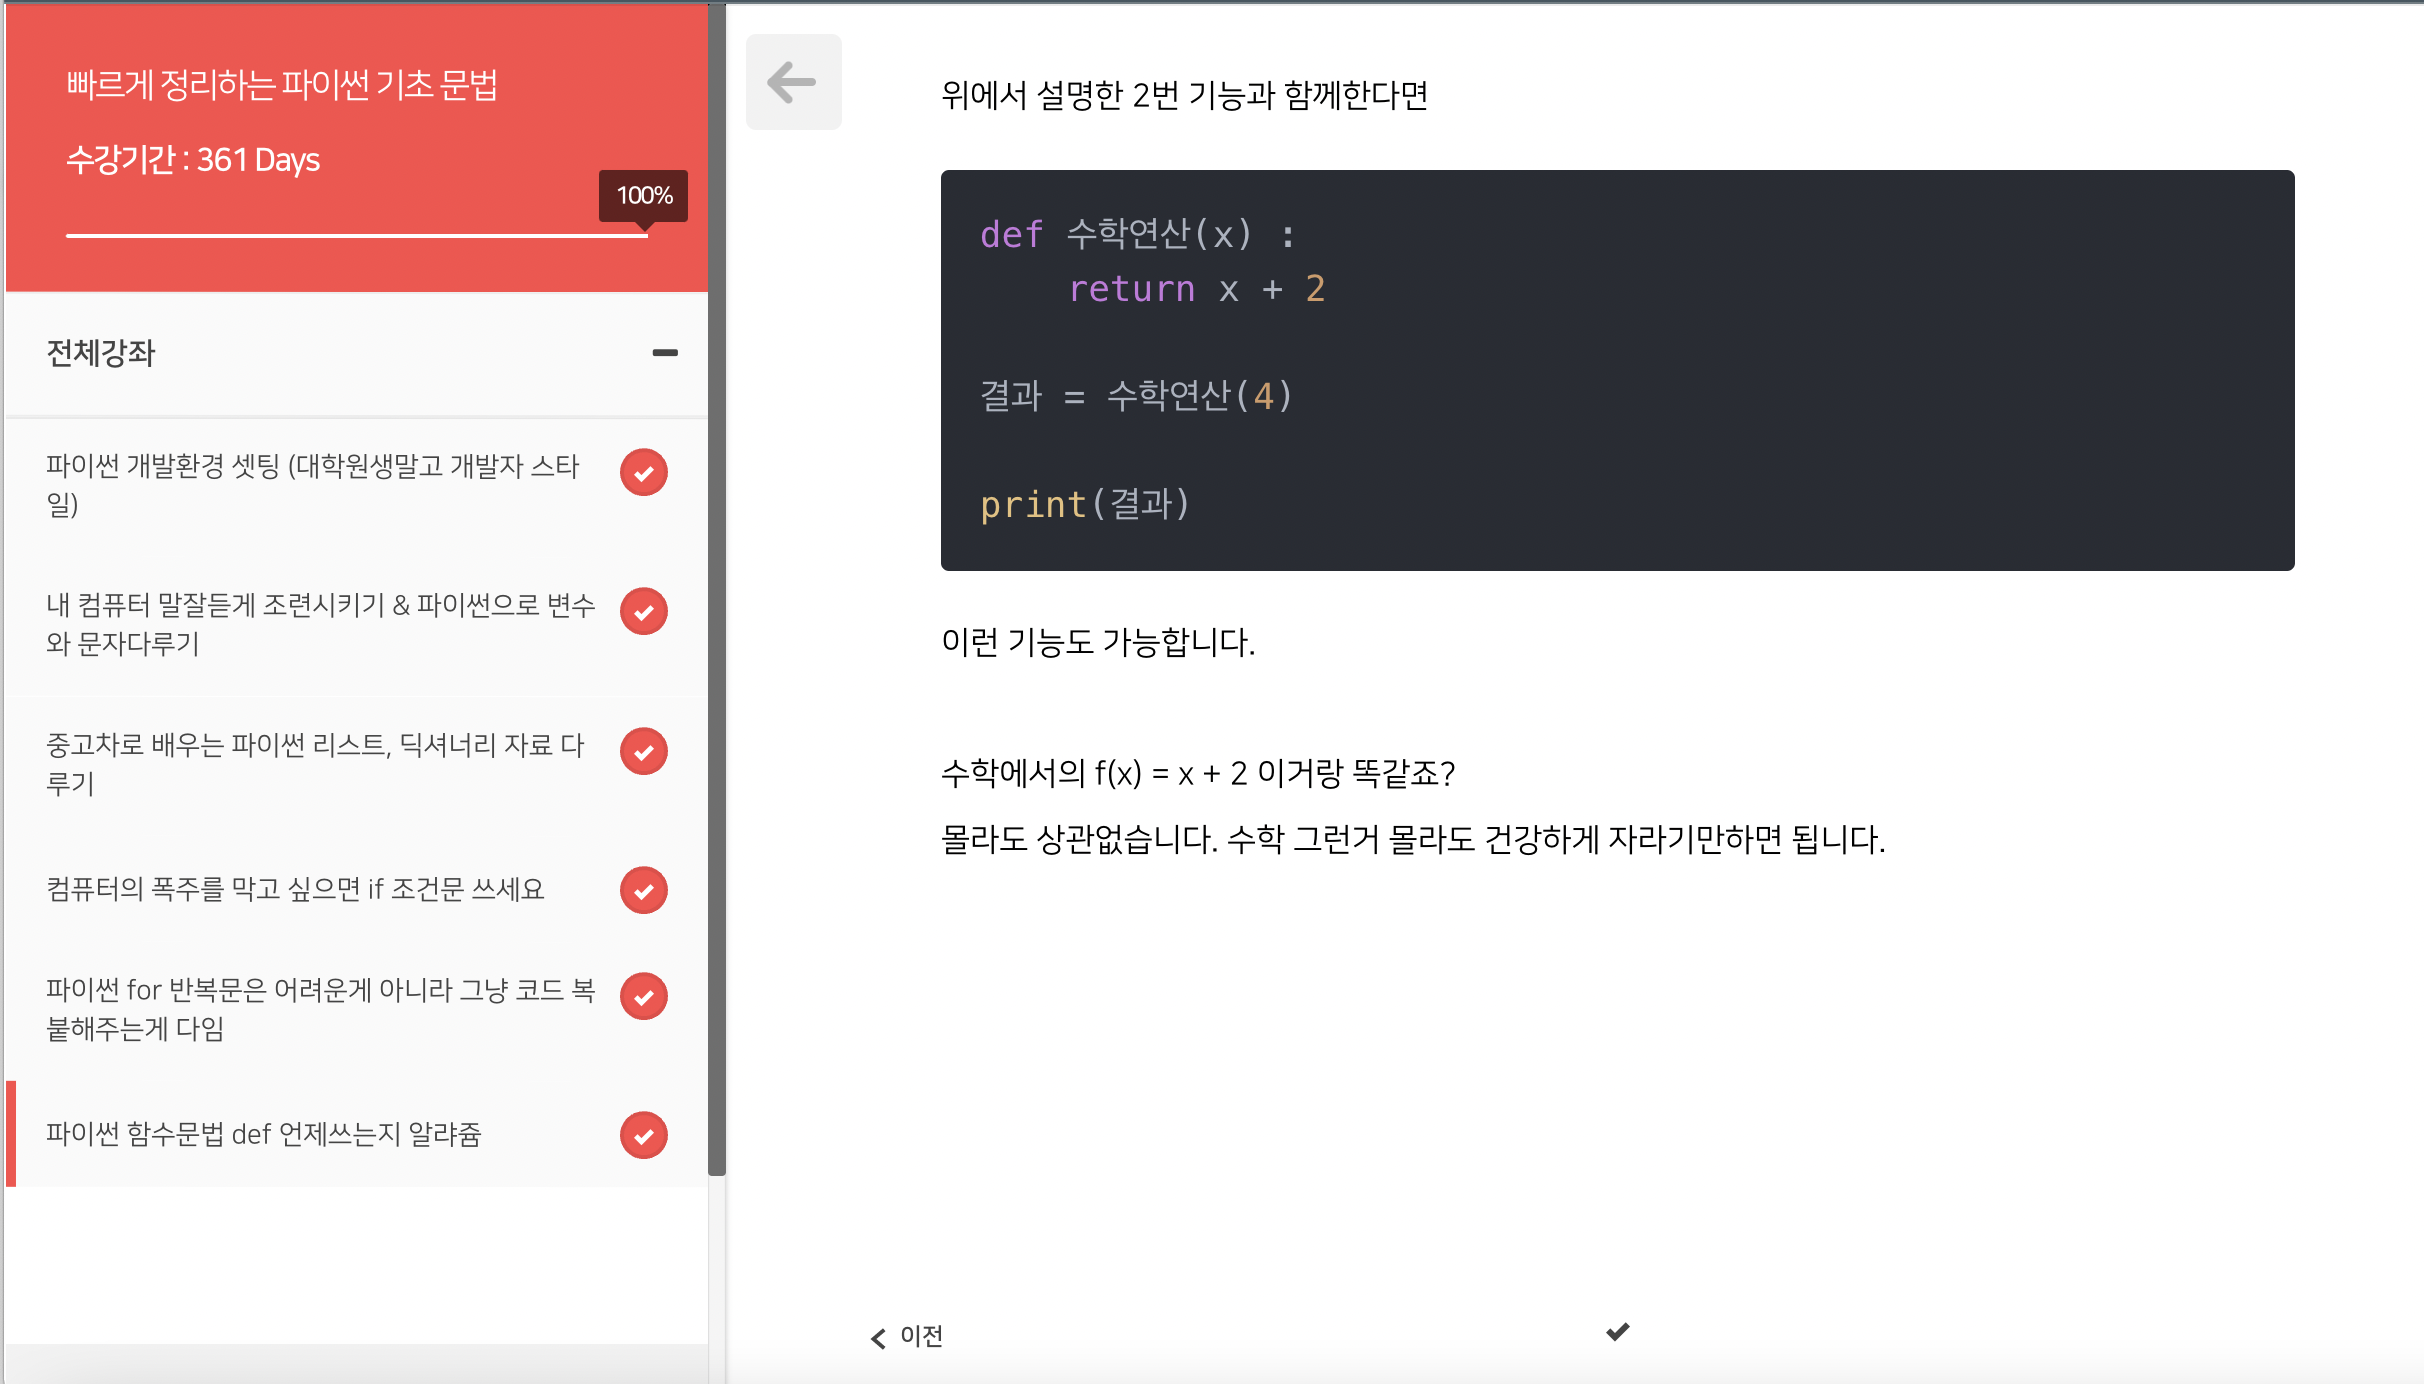 빠르게 정리하는 파이썬 기초 문법
수강기간 : 361 Days
100%
전체강좌
파이썬 개발환경 셋팅 (대학원생말고 개발자 스타
일)
내 컴퓨터 말잘듣게 조련시키기 & 파이썬으로 변수
와 문자다루기
중고차로 배우는 파이썬 리스트, 딕셔너리 자료 다
루기
컴퓨터의 폭주를 막고 싶으면 if 조건문 쓰세요
파이썬 for 반복문은 어려운게 아니라 그냥 코드 복
붙해주는게 다임
파이썬 함수문법 def 언제쓰는지 알랴쥼
위에서 설명한 2번 기능과 함께한다면
def 수학연산(x) :
    return x + 2
결과 = 수학연산(4)
print(결과)
이런 기능도 가능합니다.
수학에서의 f(x) = x + 2 이거랑 똑같죠?
몰라도 상관없습니다. 수학 그런거 몰라도 건강하게 자라기만하면 됩니다.
이전